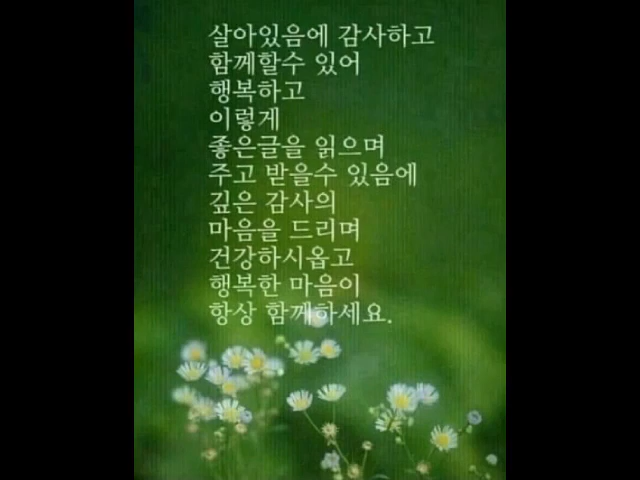 살아있음에 감사하고
함께할수 있어
행복하고
이렇게
좋은글을 읽으며
주고 받을수 있음에
깊은 감사의
마음을 드리며
건강하시옵고
행복한 마음이
항상 함께하세요.